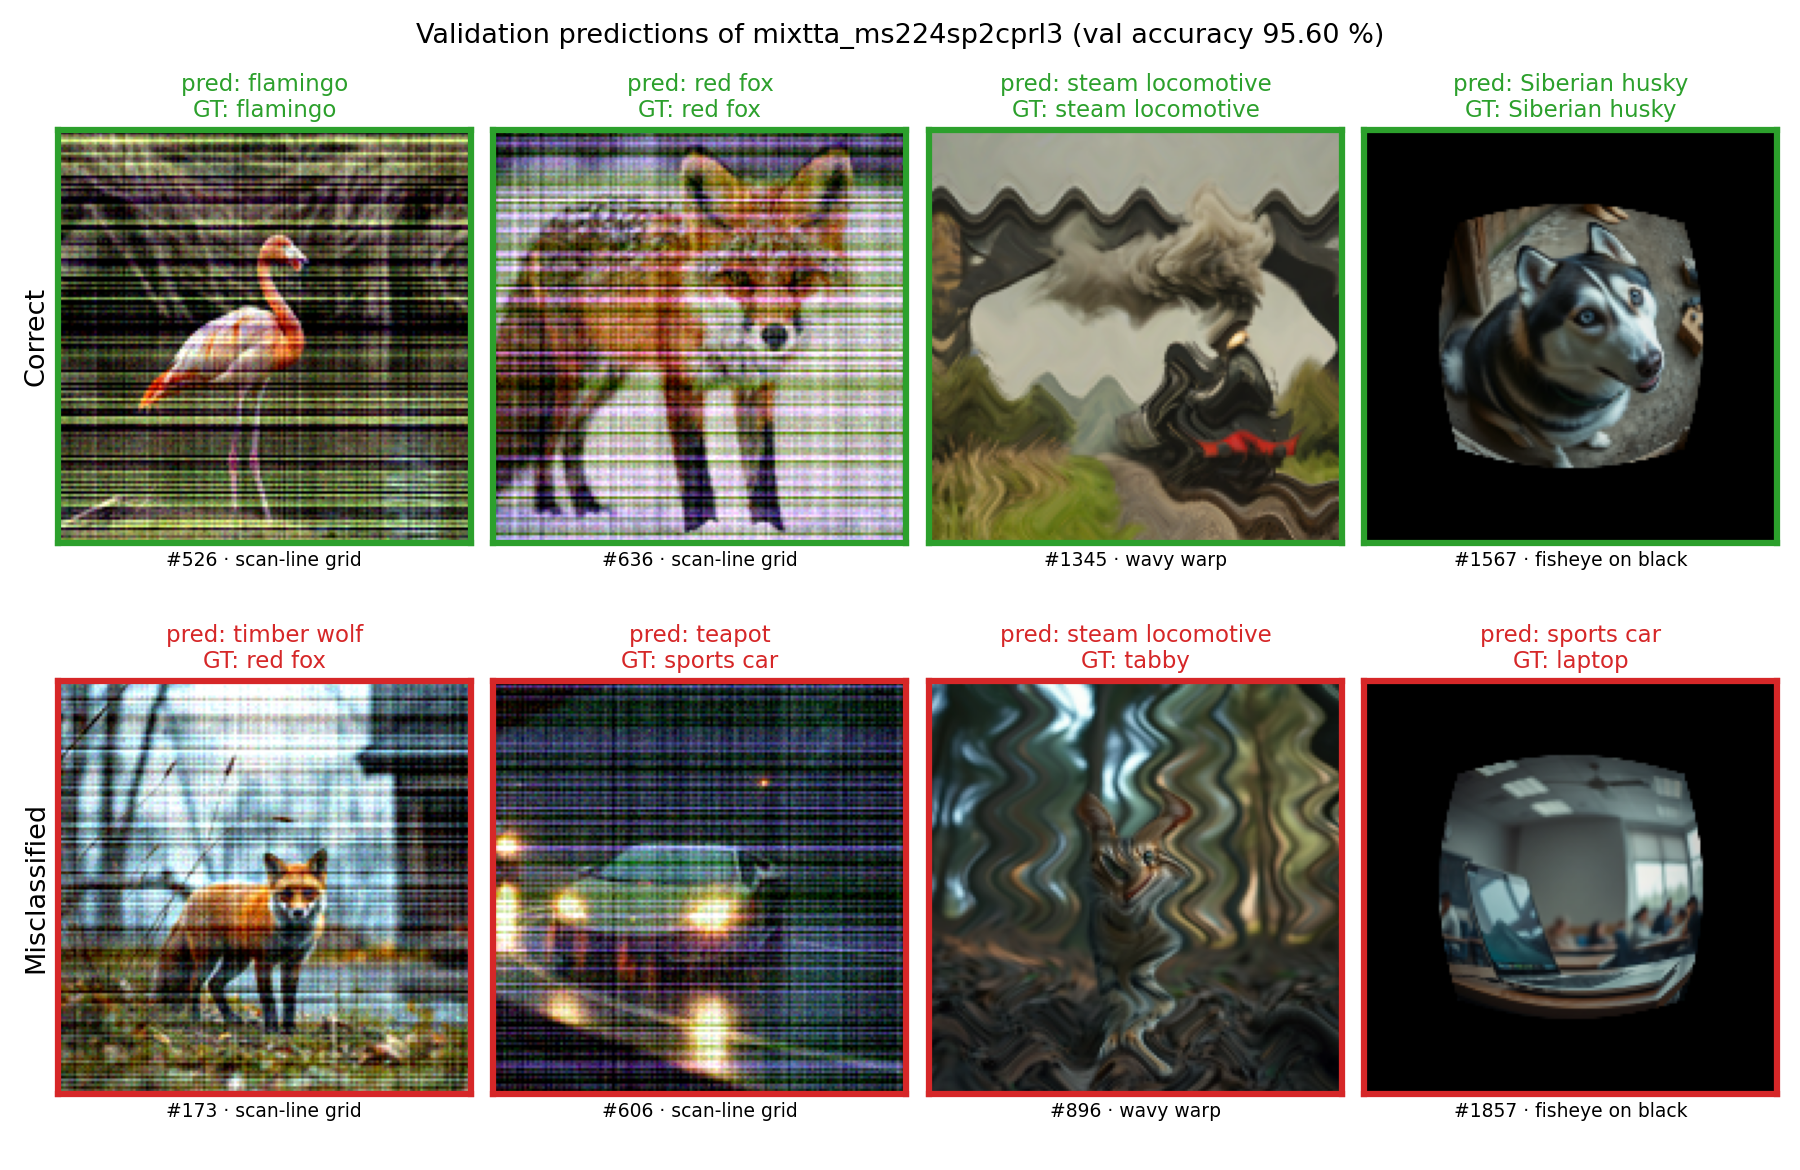 Validation predictions of mixtta_ms224sp2cprl3 (val accuracy 95.60 %)
pred: flamingo
GT: flamingo
pred: red fox
GT: red fox
pred: steam locomotive
GT: steam locomotive
pred: Siberian husky
GT: Siberian husky
Correct
#526 · scan-line grid
#636 · scan-line grid
#1345 · wavy warp
#1567 · fisheye on black
pred: timber wolf
GT: red fox
pred: teapot
GT: sports car
pred: steam locomotive
GT: tabby
pred: sports car
GT: laptop
Misclassified
#173 · scan-line grid
#606 · scan-line grid
#896 · wavy warp
#1857 · fisheye on black